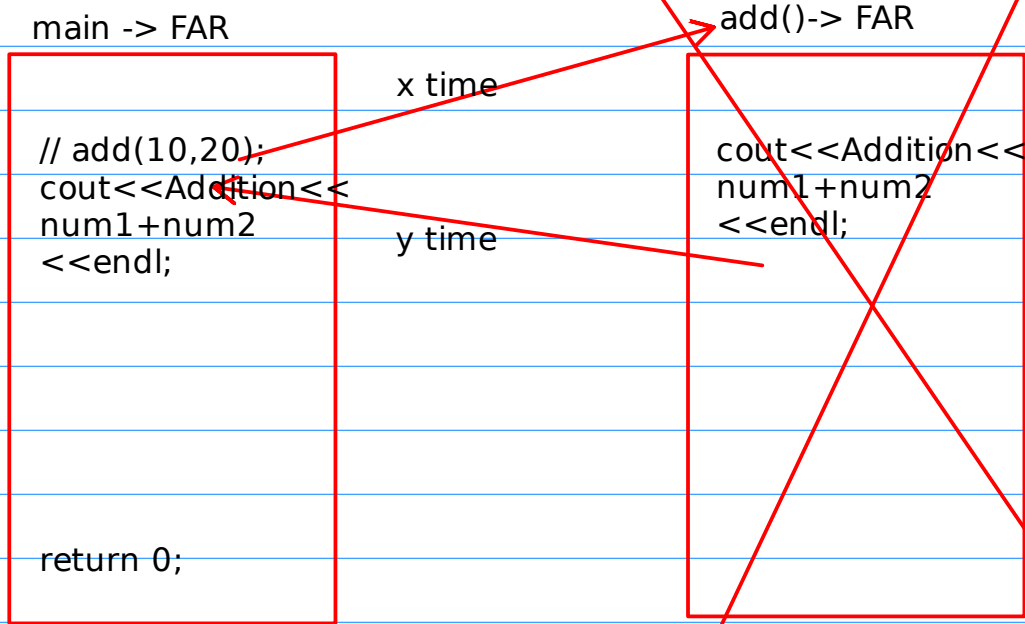 main -> FAR
// add(10,20);
cout<<Addition<<
num1+num2
<<endl;
return 0;
x time
y time
add()-> FAR
cout<<Addition<<
num1+num2
<<endl;